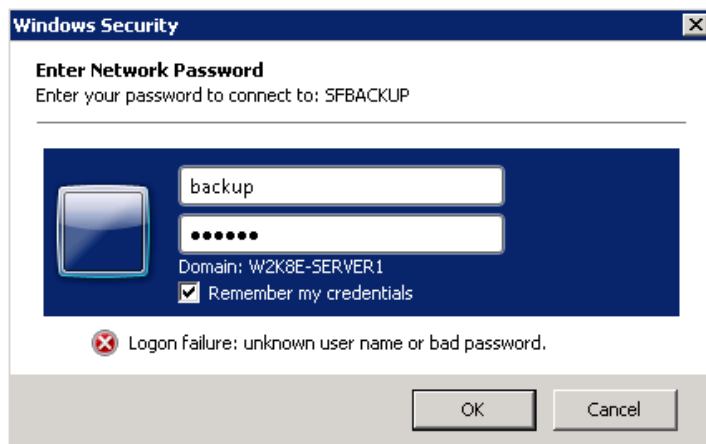 Windows Security
Enter Network Password
Enter your password to connect to: SFBACKUP
backup
••••••
Domain: W2K8E-SERVER1
Remember my credentials
Logon failure: unknown user name or bad password.
OK
Cancel